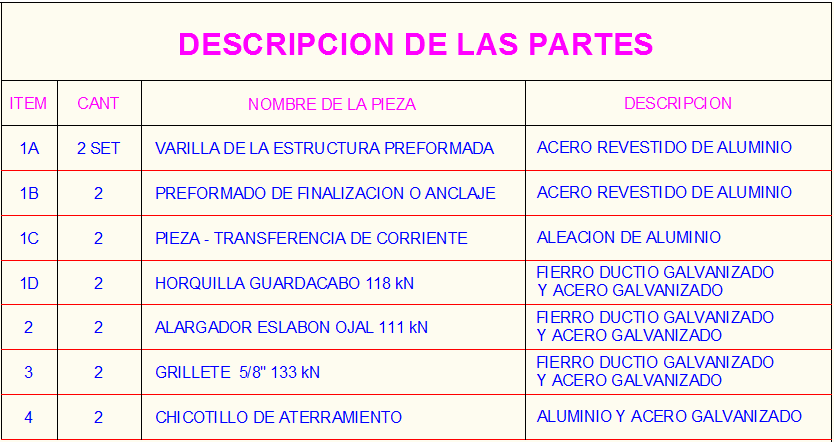 DESCRIPCION DE LAS PARTES
ITEM CANT NOMBRE DE LA PIEZA DESCRIPCION
1A 2 SET VARILLA DE LA ESTRUCTURA PREFORMADA ACERO REVESTIDO DE ALUMINIO
1B 2 PREFORMADO DE FINALIZACION O ANCLAJE ACERO REVESTIDO DE ALUMINIO
1C 2 PIEZA - TRANSFERENCIA DE CORRIENTE ALEACION DE ALUMINIO
1D 2 HORQUILLA GUARDACABO 118 kN FIERRO DUCTIO GALVANIZADO
Y ACERO GALVANIZADO
2 2 ALARGADOR ESLABON OJAL 111 kN FIERRO DUCTIO GALVANIZADO
Y ACERO GALVANIZADO
3 2 GRILLETE 5/8" 133 kN FIERRO DUCTIO GALVANIZADO
Y ACERO GALVANIZADO
4 2 CHICOTILLO DE ATERRAMIENTO ALUMINIO Y ACERO GALVANIZADO